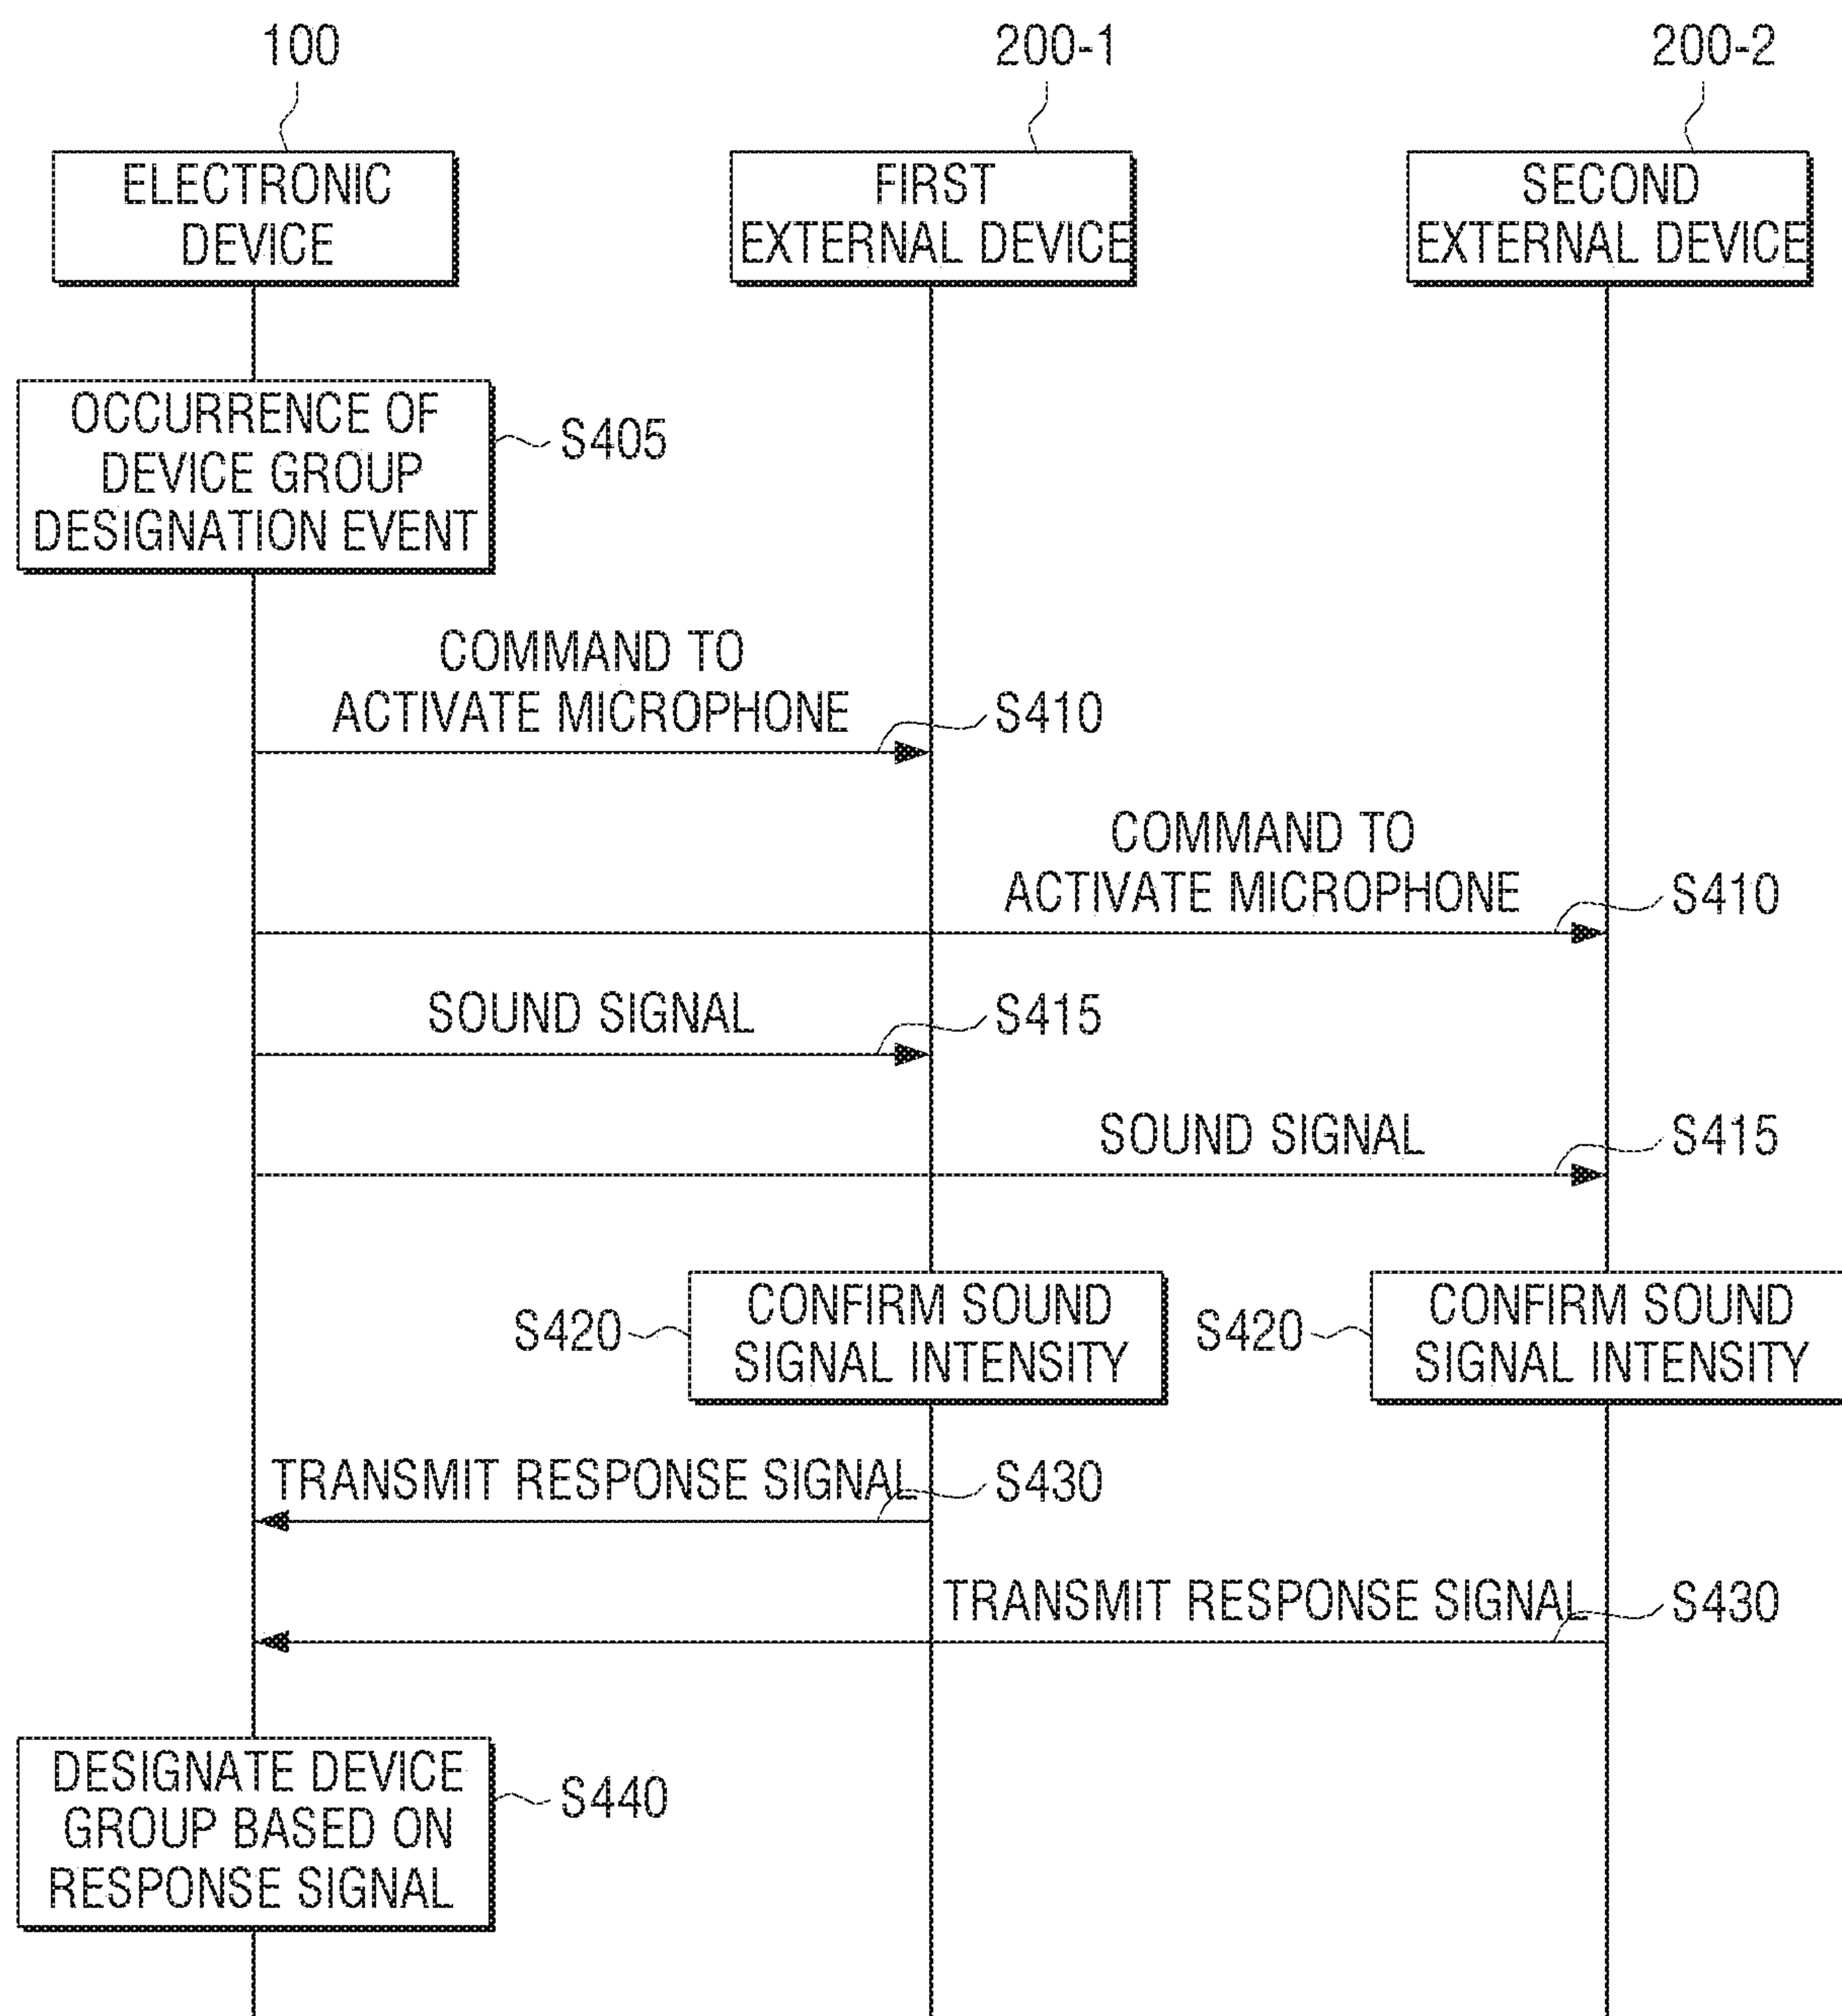 100
200-1
200-2
ELECTRONIC
DEVICE
FIRST
EXTERNAL DEVICE
SECOND
EXTERNAL DEVICE
OCCURRENCE OF
DEVICE GROUP
DESIGNATION EVENT
S405
COMMAND TO
ACTIVATE MICROPHONE
S410
COMMAND TO
ACTIVATE MICROPHONE
S410
SOUND SIGNAL
S415
SOUND SIGNAL
S415
S420
CONFIRM SOUND
SIGNAL INTENSITY
S420
CONFIRM SOUND
SIGNAL INTENSITY
TRANSMIT RESPONSE SIGNAL
S430
TRANSMIT RESPONSE SIGNAL
S430
DESIGNATE DEVICE
GROUP BASED ON
RESPONSE SIGNAL
S440